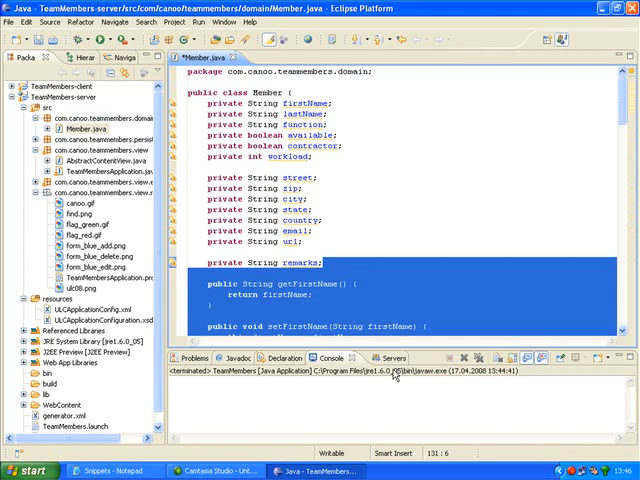 Java - TeamMembers-server/src/com/canoo/teammembers/domain/Member.java - Eclipse Platform
File Edit Source Refactor Navigate Search Project Run Window Help
Packa Hierar Naviga
TeamMembers-client
TeamMembers-server
src
com.canoo.teammembers.domai
Member.java
com.canoo.teammembers.persist
com.canoo.teammembers.view
AbstractContentView.java
TeamMembersApplication.java
com.canoo.teammembers.view.e
com.canoo.teammembers.view.r
canoo.gif
find.png
flag_green.gif
flag_red.gif
form_blue_add.png
form_blue_delete.png
form_blue_edit.png
TeamMembersApplication.pro
ulc08.png
resources
ULCApplicationConfig.xml
ULCApplicationConfiguration.xsd
Referenced Libraries
JRE System Library [jre1.6.0_05]
J2EE Preview [J2EE Preview]
Web App Libraries
bin
build
lib
WebContent
generator.xml
TeamMembers.launch
*Member.java
package com.canoo.teammembers.domain;
public class Member {
private String firstName;
private String lastName;
private String function;
private boolean available;
private boolean contractor;
private int workload;
private String street;
private String zip;
private String city;
private String state;
private String country;
private String email;
private String url;
private String remarks;
public String getFirstName() {
return firstName;
}
public void setFirstName(String firstName) {
Problems Javadoc Declaration Console Servers
<terminated> TeamMembers [Java Application] C:\Program Files\jre1.6.0_05\bin\javaw.exe (17.04.2008 13:44:41)
Writable Smart Insert 131 : 6
start Snippets - Notepad Camtasia Studio - Unt... Java - TeamMembers... 13:46